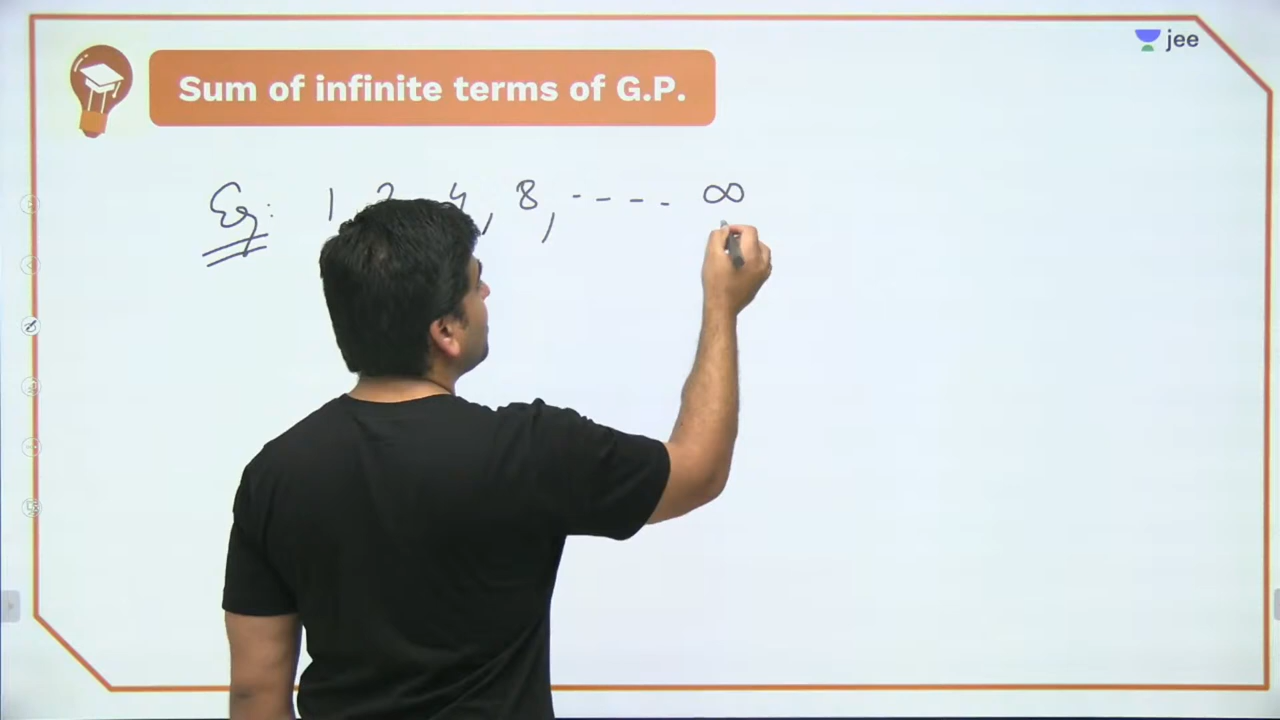 jee
Sum of infinite terms of G.P.
Eg: 1 2 4, 8, ---- ∞